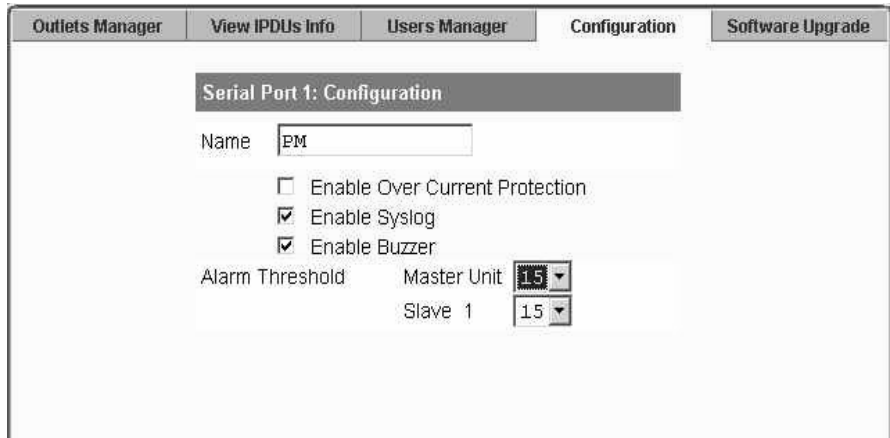 Outlets Manager View IPDUs Info Users Manager Configuration Software Upgrade
Serial Port 1: Configuration
Name PM
Enable Over Current Protection
Enable Syslog
Enable Buzzer
Alarm Threshold Master Unit 15
Slave 1 15